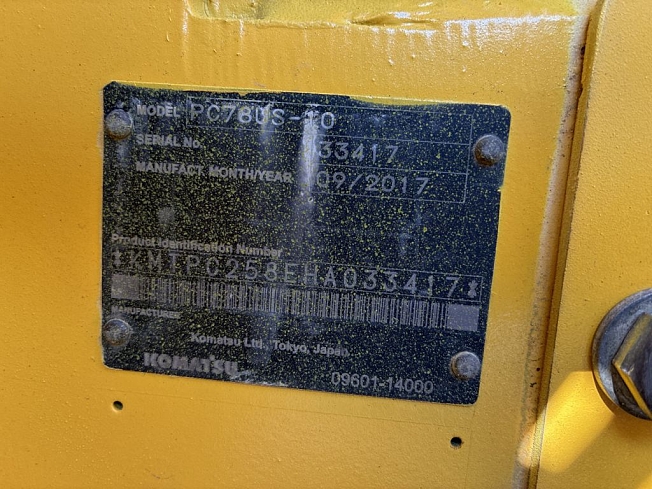 MODEL PC78US-10
SERIAL No. 33417
MANUFACT MONTH/YEAR 09/2017
Product Identification Number
*KMTPC258EHA033417*
MANUFACTURER
Komatsu Ltd. Tokyo, Japan
KOMATSU 09601-14000